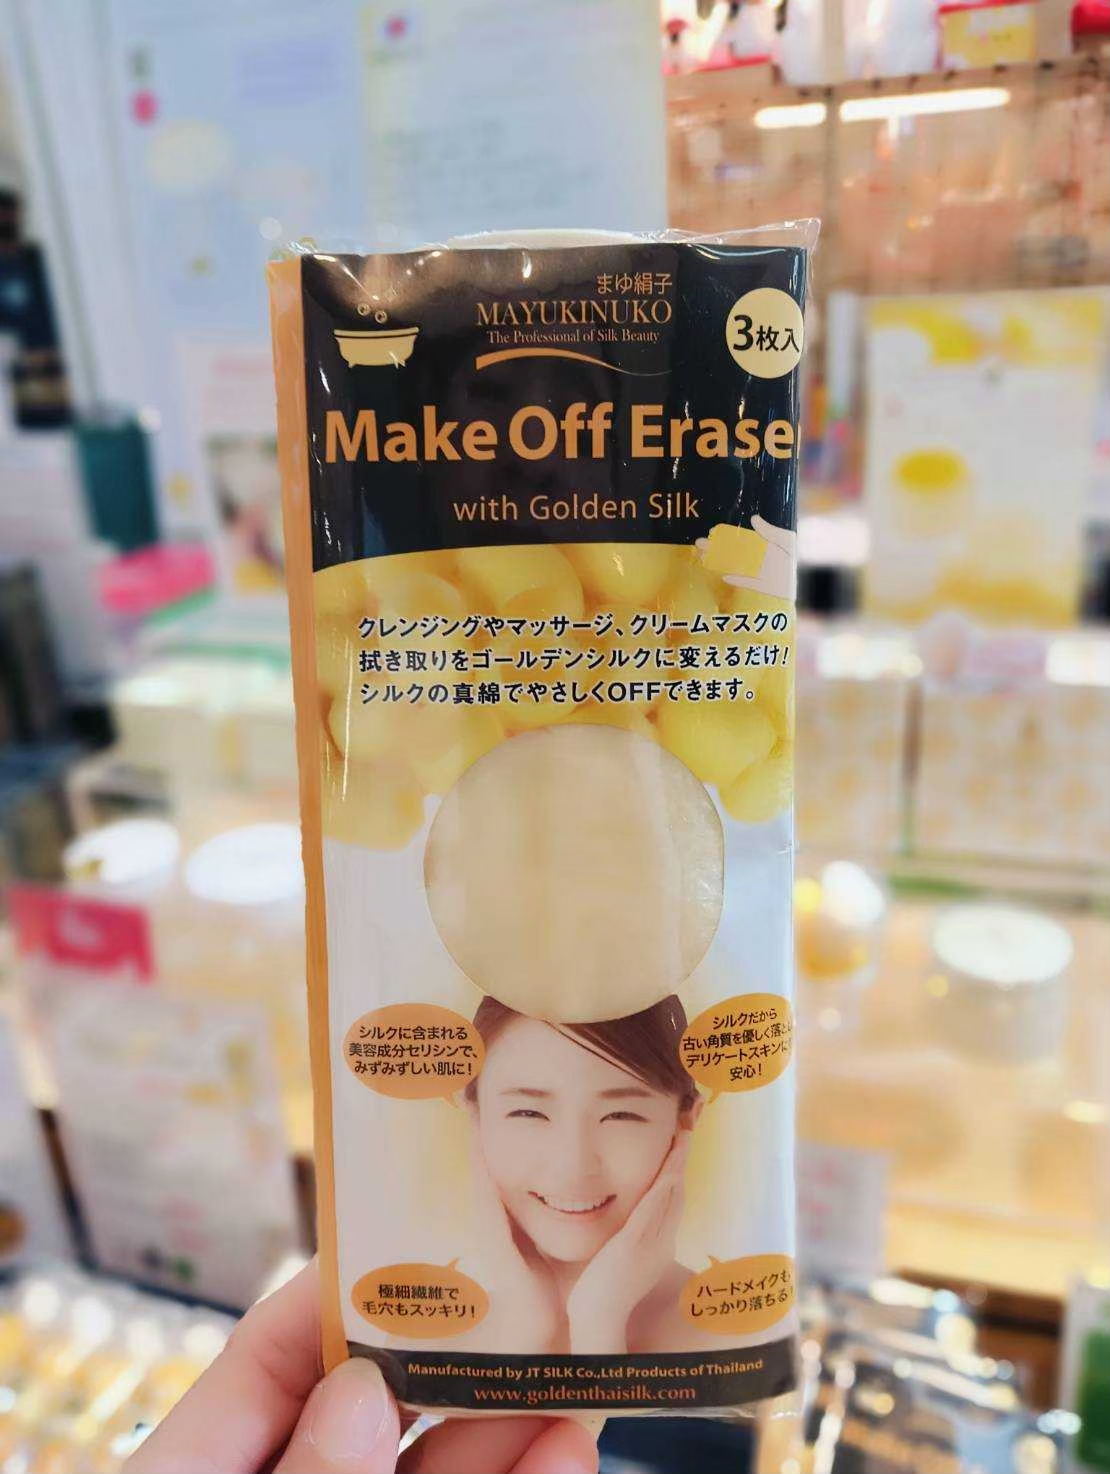 まゆ絹子
MAYUKINUKO
The Professional of Silk Beauty
3枚入
Make Off Erase
with Golden Silk
クレンジングやマッサージ、クリームマスクの
拭き取りをゴールデンシルクに変えるだけ!
シルクの真綿でやさしくOFFできます。
シルクに含まれる
美容成分セリシンで、
みずみずしい肌に!
シルクだから
古い角質を優しく落とし
デリケートスキンに
安心!
極細繊維で
毛穴もスッキリ!
ハードメイクも
しっかり落ちる!
Manufactured by JT SILK Co.,Ltd Products of Thailand
www.goldenthaisilk.com